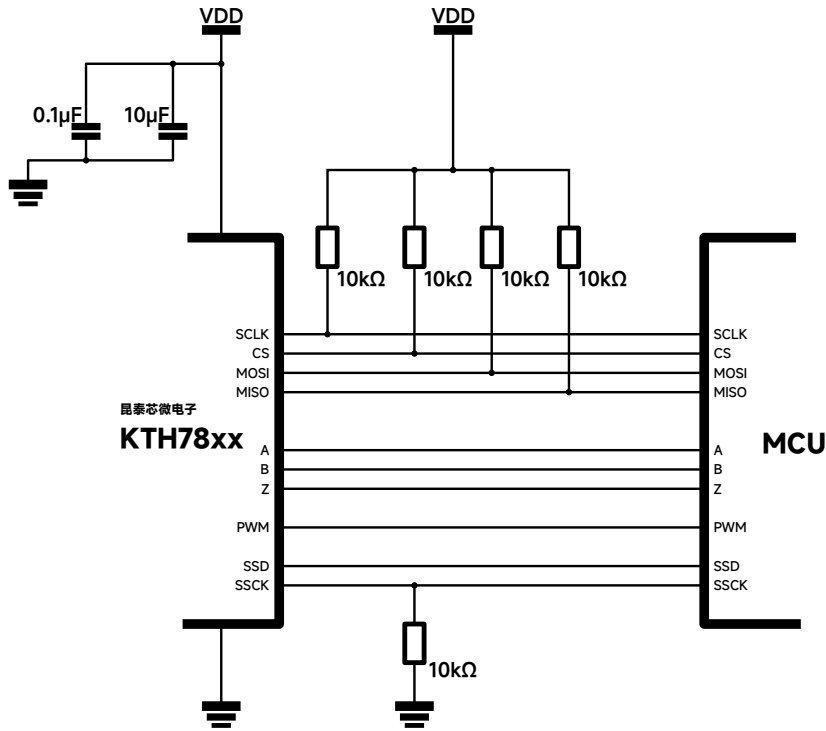 VDD
VDD
0.1μF
10μF
10kΩ
10kΩ
10kΩ
10kΩ
SCLK
SCLK
CS
CS
MOSI
MOSI
MISO
MISO
昆泰芯微电子
KTH78xx
MCU
A
A
B
B
Z
Z
PWM
PWM
SSD
SSD
SSCK
SSCK
10kΩ